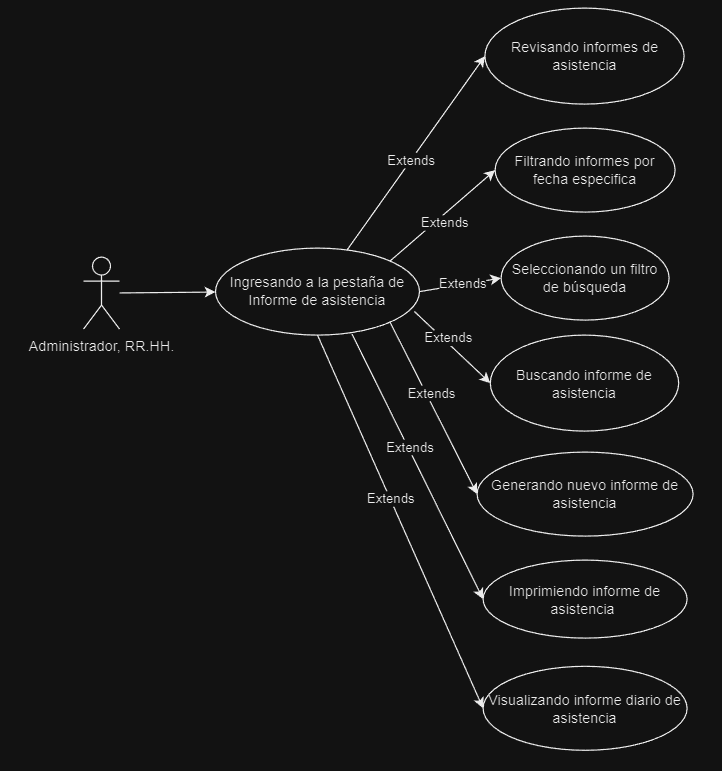 Revisando informes de
asistencia
Extends
Filtrando informes por
fecha especifica
Extends
Seleccionando un filtro
de búsqueda
Extends
Ingresando a la pestaña de
Informe de asistencia
Administrador, RR.HH.
Extends
Buscando informe de
asistencia
Extends
Generando nuevo informe de
asistencia
Extends
Imprimiendo informe de
asistencia
Extends
Visualizando informe diario de
asistencia